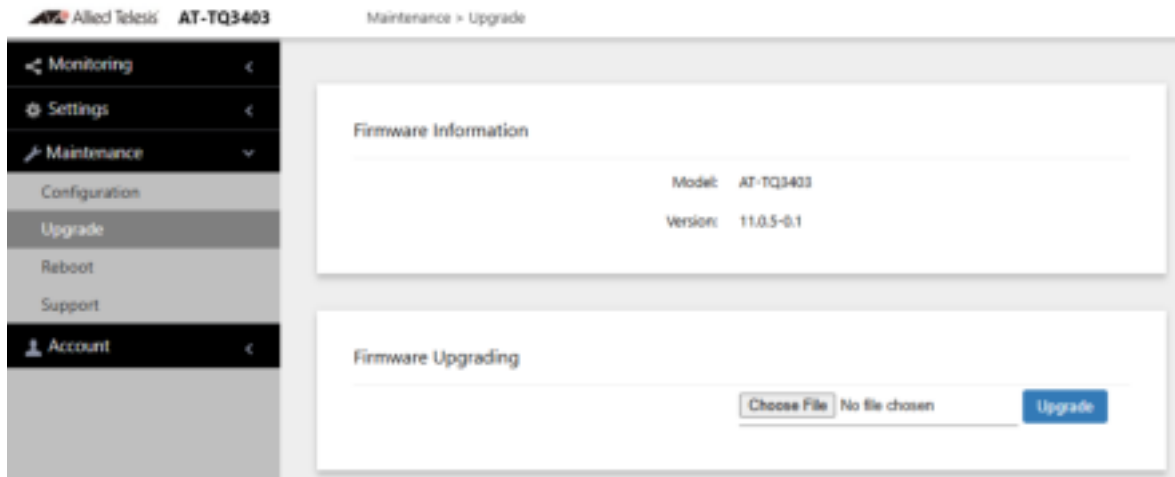 Allied Telesis AT-TQ3403 Maintenance > Upgrade
Monitoring
Settings
Maintenance
Configuration
Upgrade
Reboot
Support
Account
Firmware Information
Model: AT-TQ3403
Version: 11.0.5-0.1
Firmware Upgrading
Choose File No file chosen Upgrade